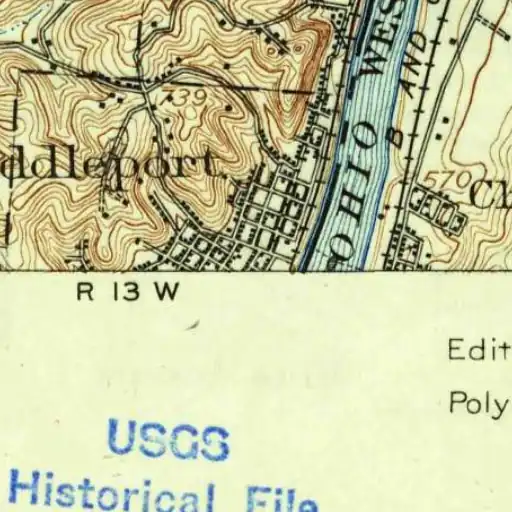 739
ddleport
OHIO
WES
B AND O
570
Cl
R 13 W
Edit
Poly
USGS
Historical File